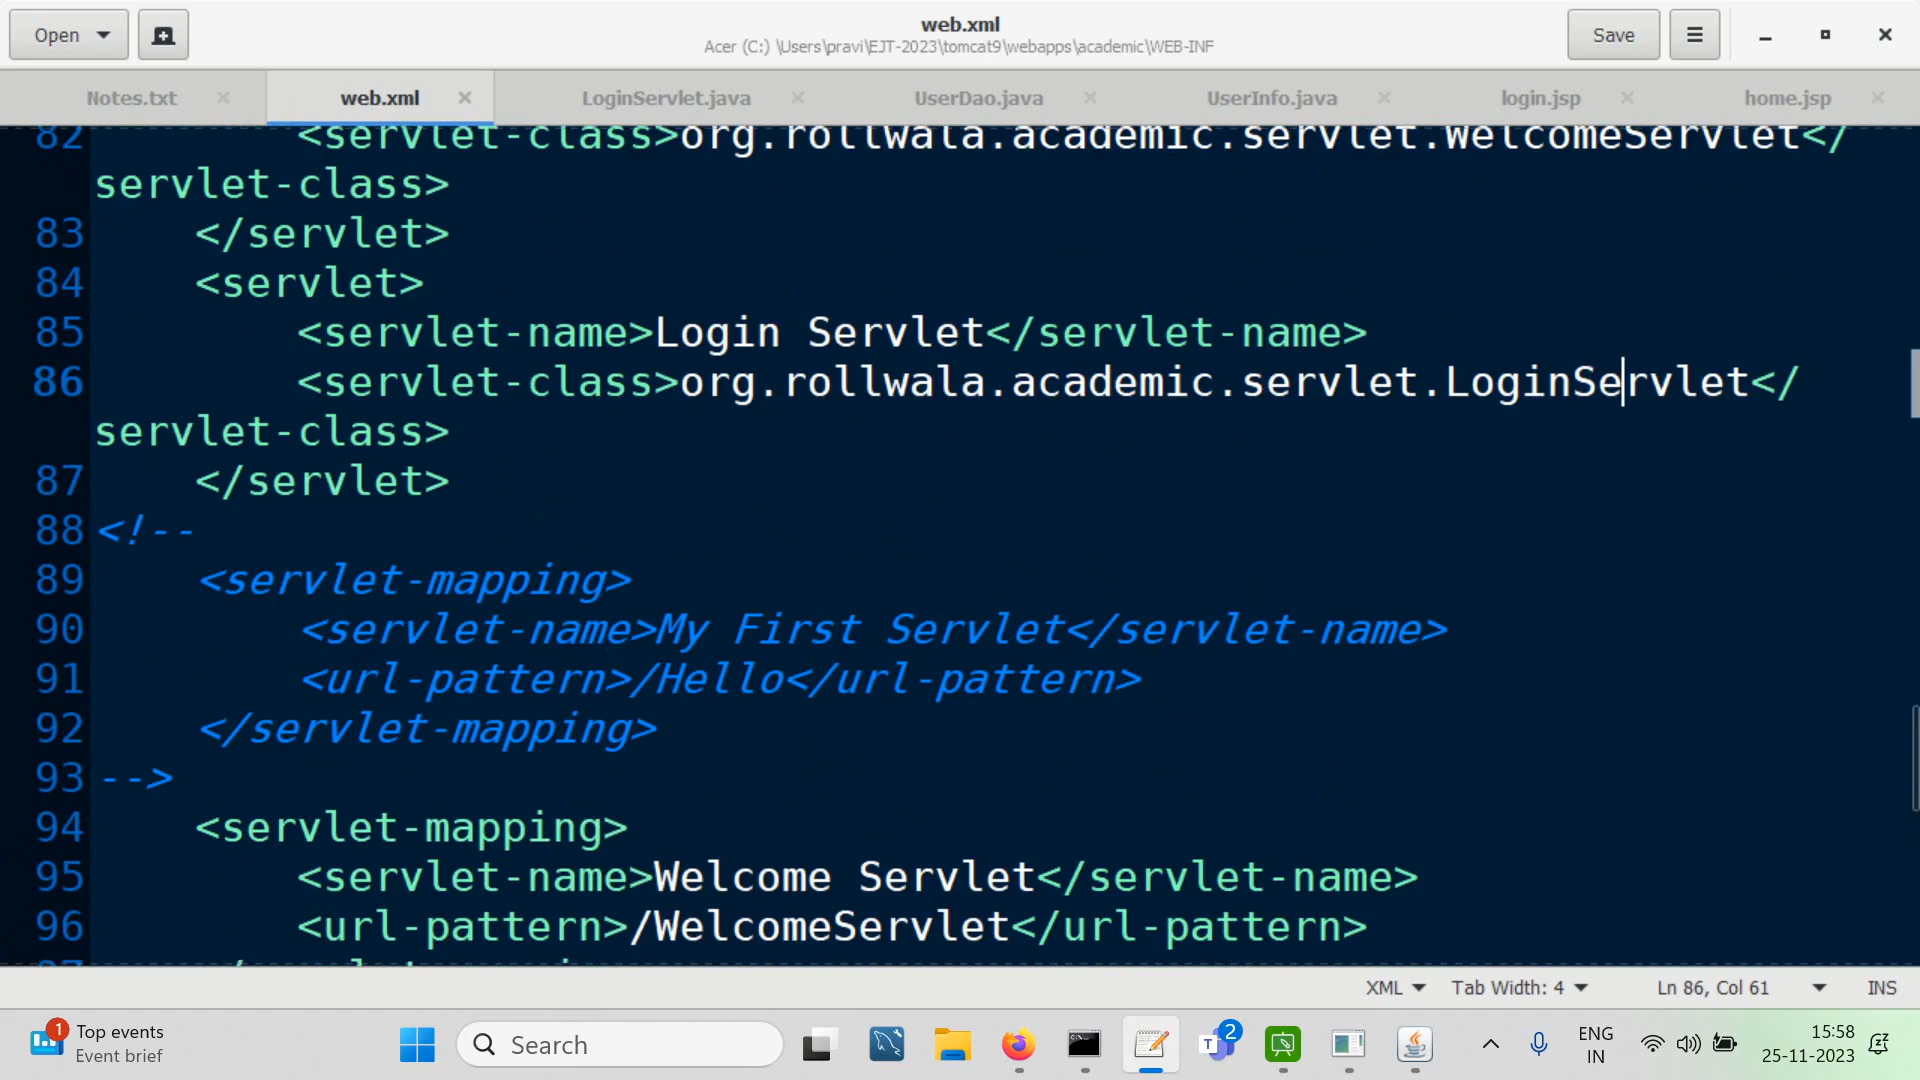 Open
web.xml
Acer (C:) \Users\pravi\EJT-2023\tomcat9\webapps\academic\WEB-INF
Save
Notes.txt
web.xml
LoginServlet.java
UserDao.java
UserInfo.java
login.jsp
home.jsp
82 <servlet-class>org.rollwala.academic.servlet.WelcomeServlet</
servlet-class>
83 </servlet>
84 <servlet>
85 <servlet-name>Login Servlet</servlet-name>
86 <servlet-class>org.rollwala.academic.servlet.LoginServlet</
servlet-class>
87 </servlet>
88 <!--
89 <servlet-mapping>
90 <servlet-name>My First Servlet</servlet-name>
91 <url-pattern>/Hello</url-pattern>
92 </servlet-mapping>
93 -->
94 <servlet-mapping>
95 <servlet-name>Welcome Servlet</servlet-name>
96 <url-pattern>/WelcomeServlet</url-pattern>
XML
Tab Width: 4
Ln 86, Col 61
INS
1
Top events
Event brief
Search
2
ENG
IN
15:58
25-11-2023